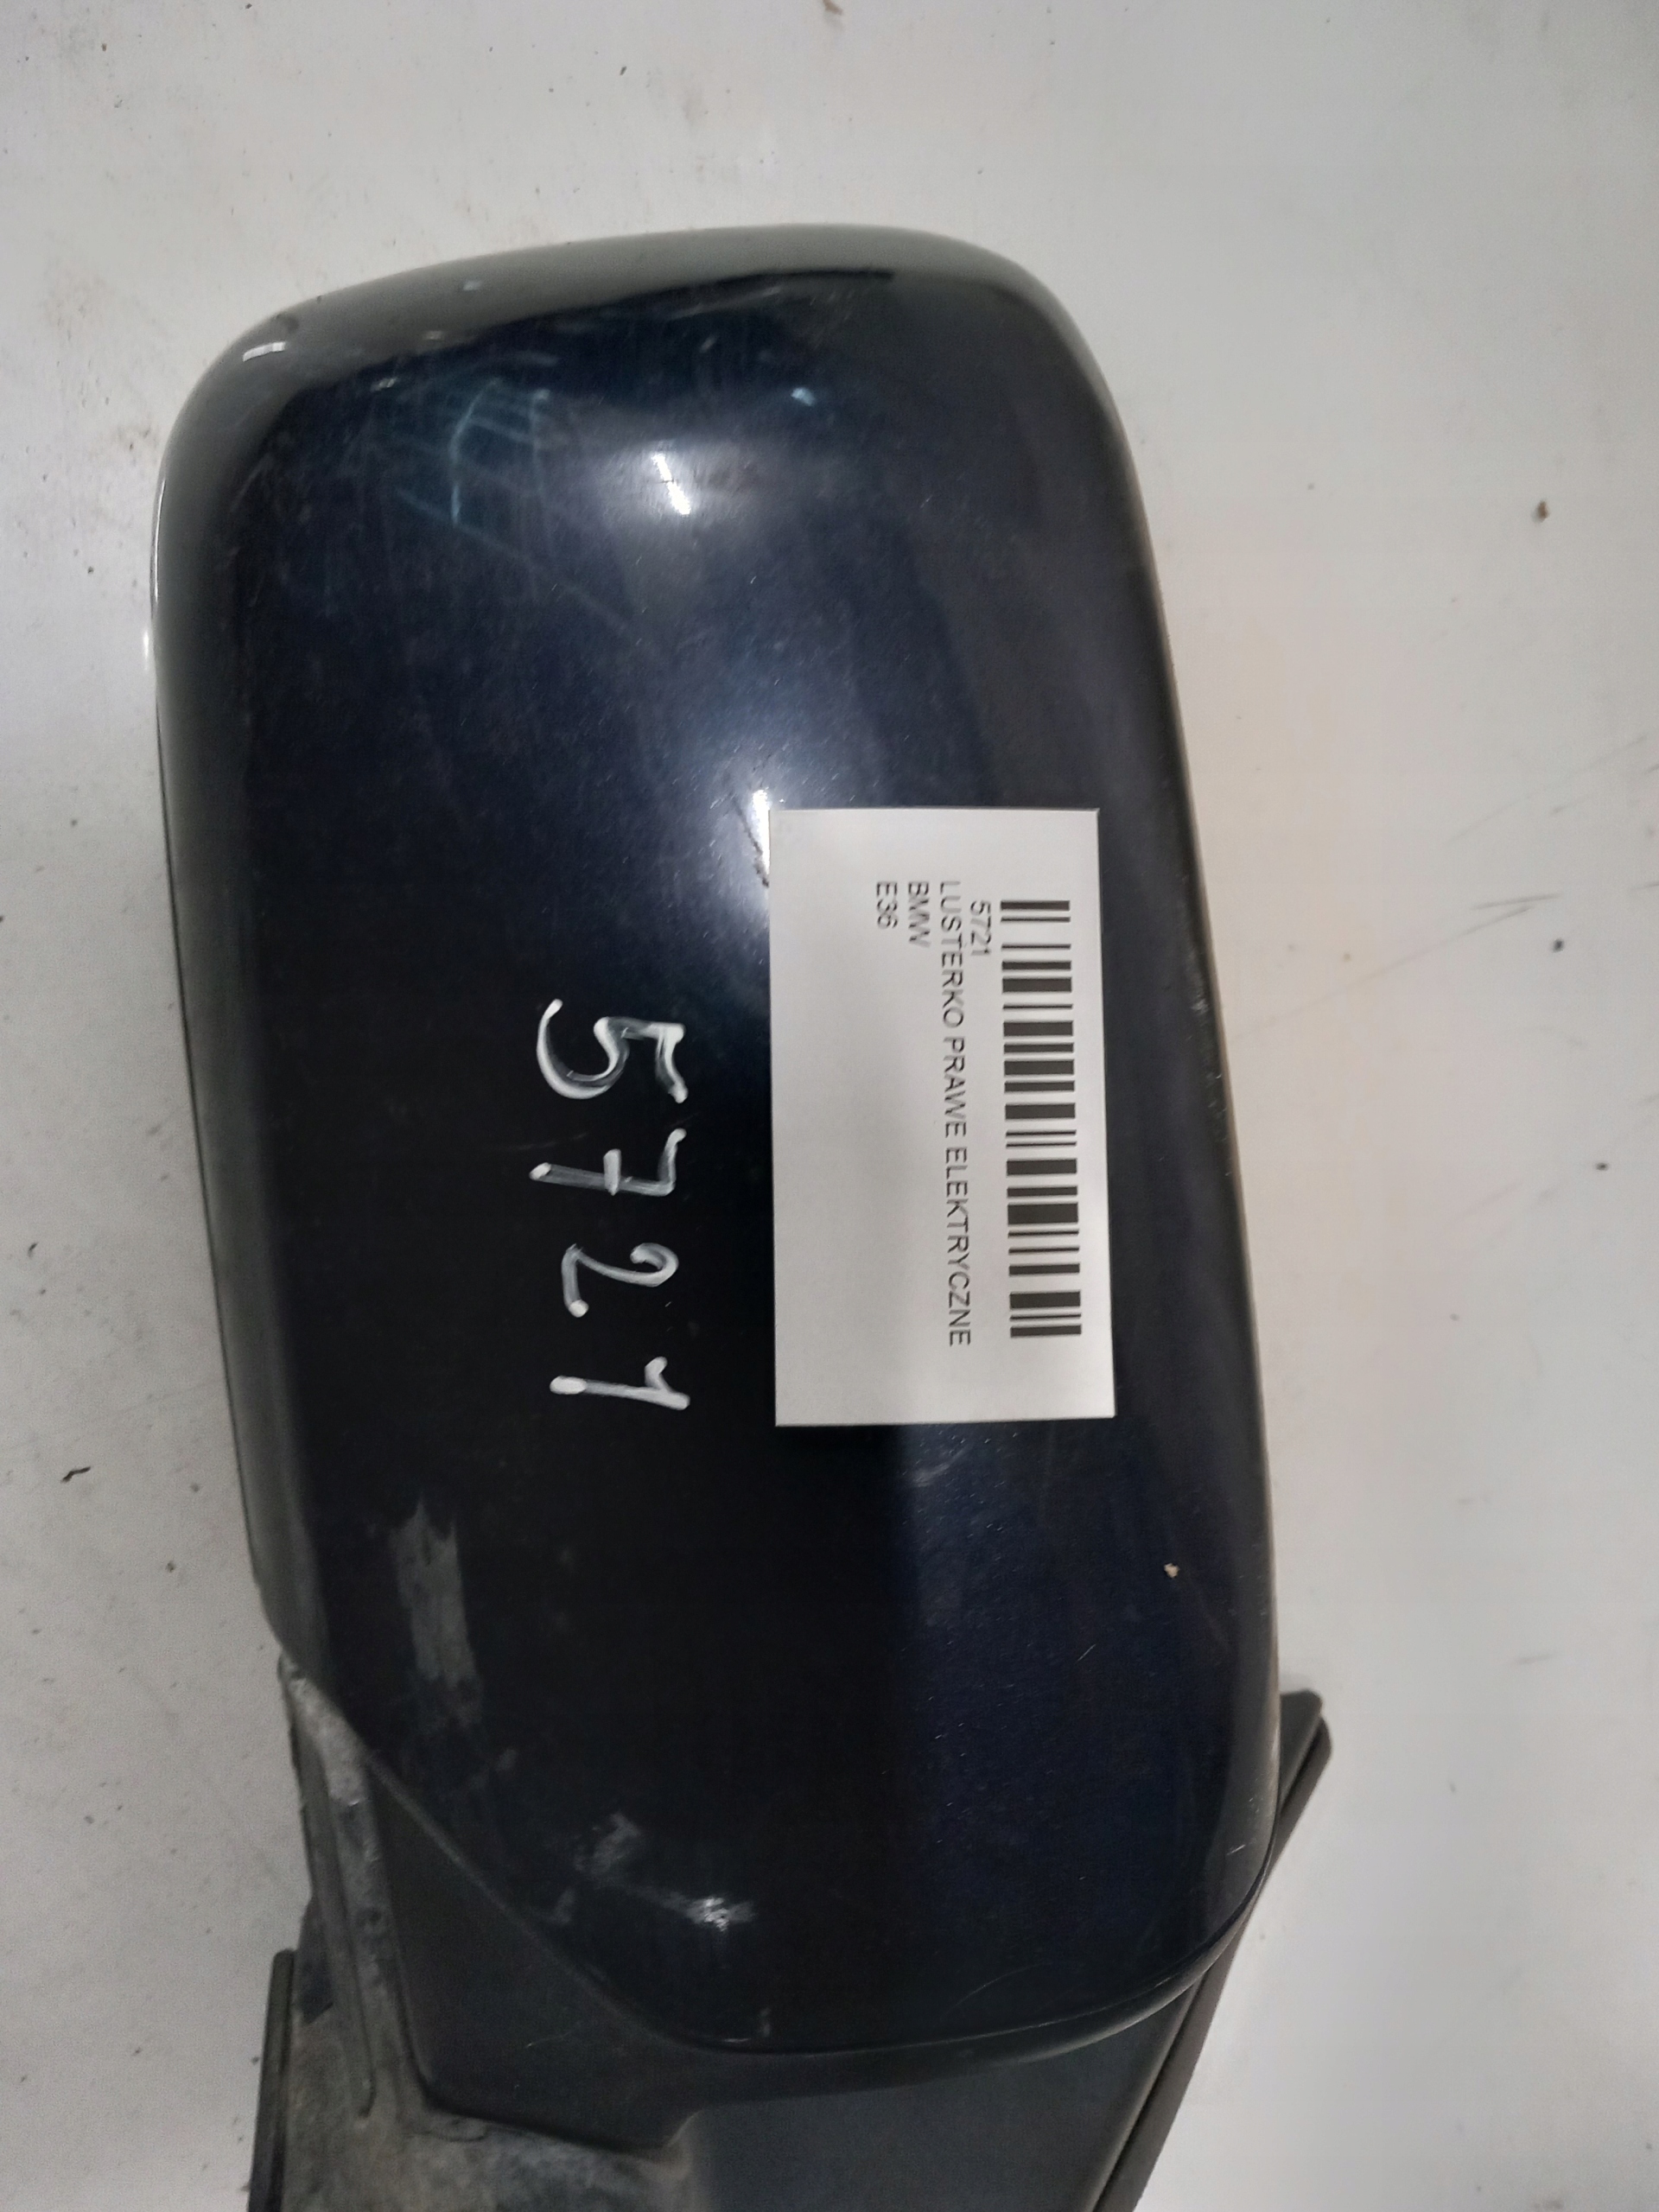 5721
LUSTERKO PRAWE ELEKTRYCZNE
BMW
E36
5721